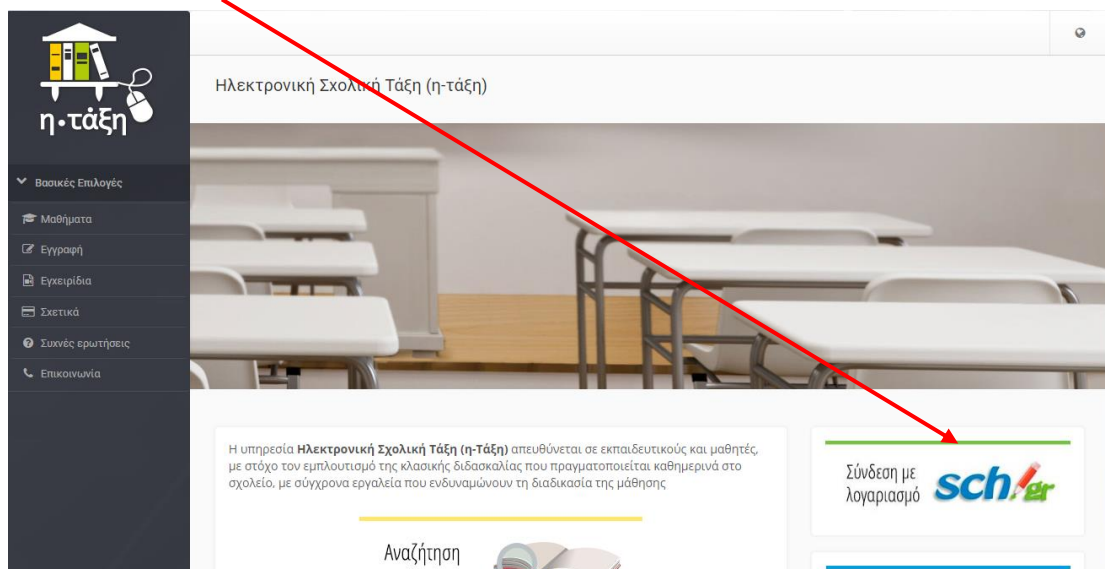 η•τάξη
Βασικές Επιλογές
Μαθήματα
Εγγραφή
Εγχειρίδια
Σχετικά
Συχνές ερωτήσεις
Επικοινωνία
Ηλεκτρονική Σχολική Τάξη (η-τάξη)
Η υπηρεσία Ηλεκτρονική Σχολική Τάξη (η-Τάξη) απευθύνεται σε εκπαιδευτικούς και μαθητές,
με στόχο τον εμπλουτισμό της κλασικής διδασκαλίας που πραγματοποιείται καθημερινά στο
σχολείο, με σύγχρονα εργαλεία που ενδυναμώνουν τη διαδικασία της μάθησης
Αναζήτηση
Σύνδεση με
λογαριασμό
sch/gr